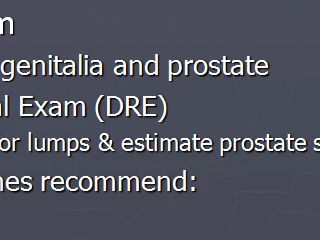 m
genitalia and prostate
l Exam (DRE)
or lumps & estimate prostate s
nes recommend: